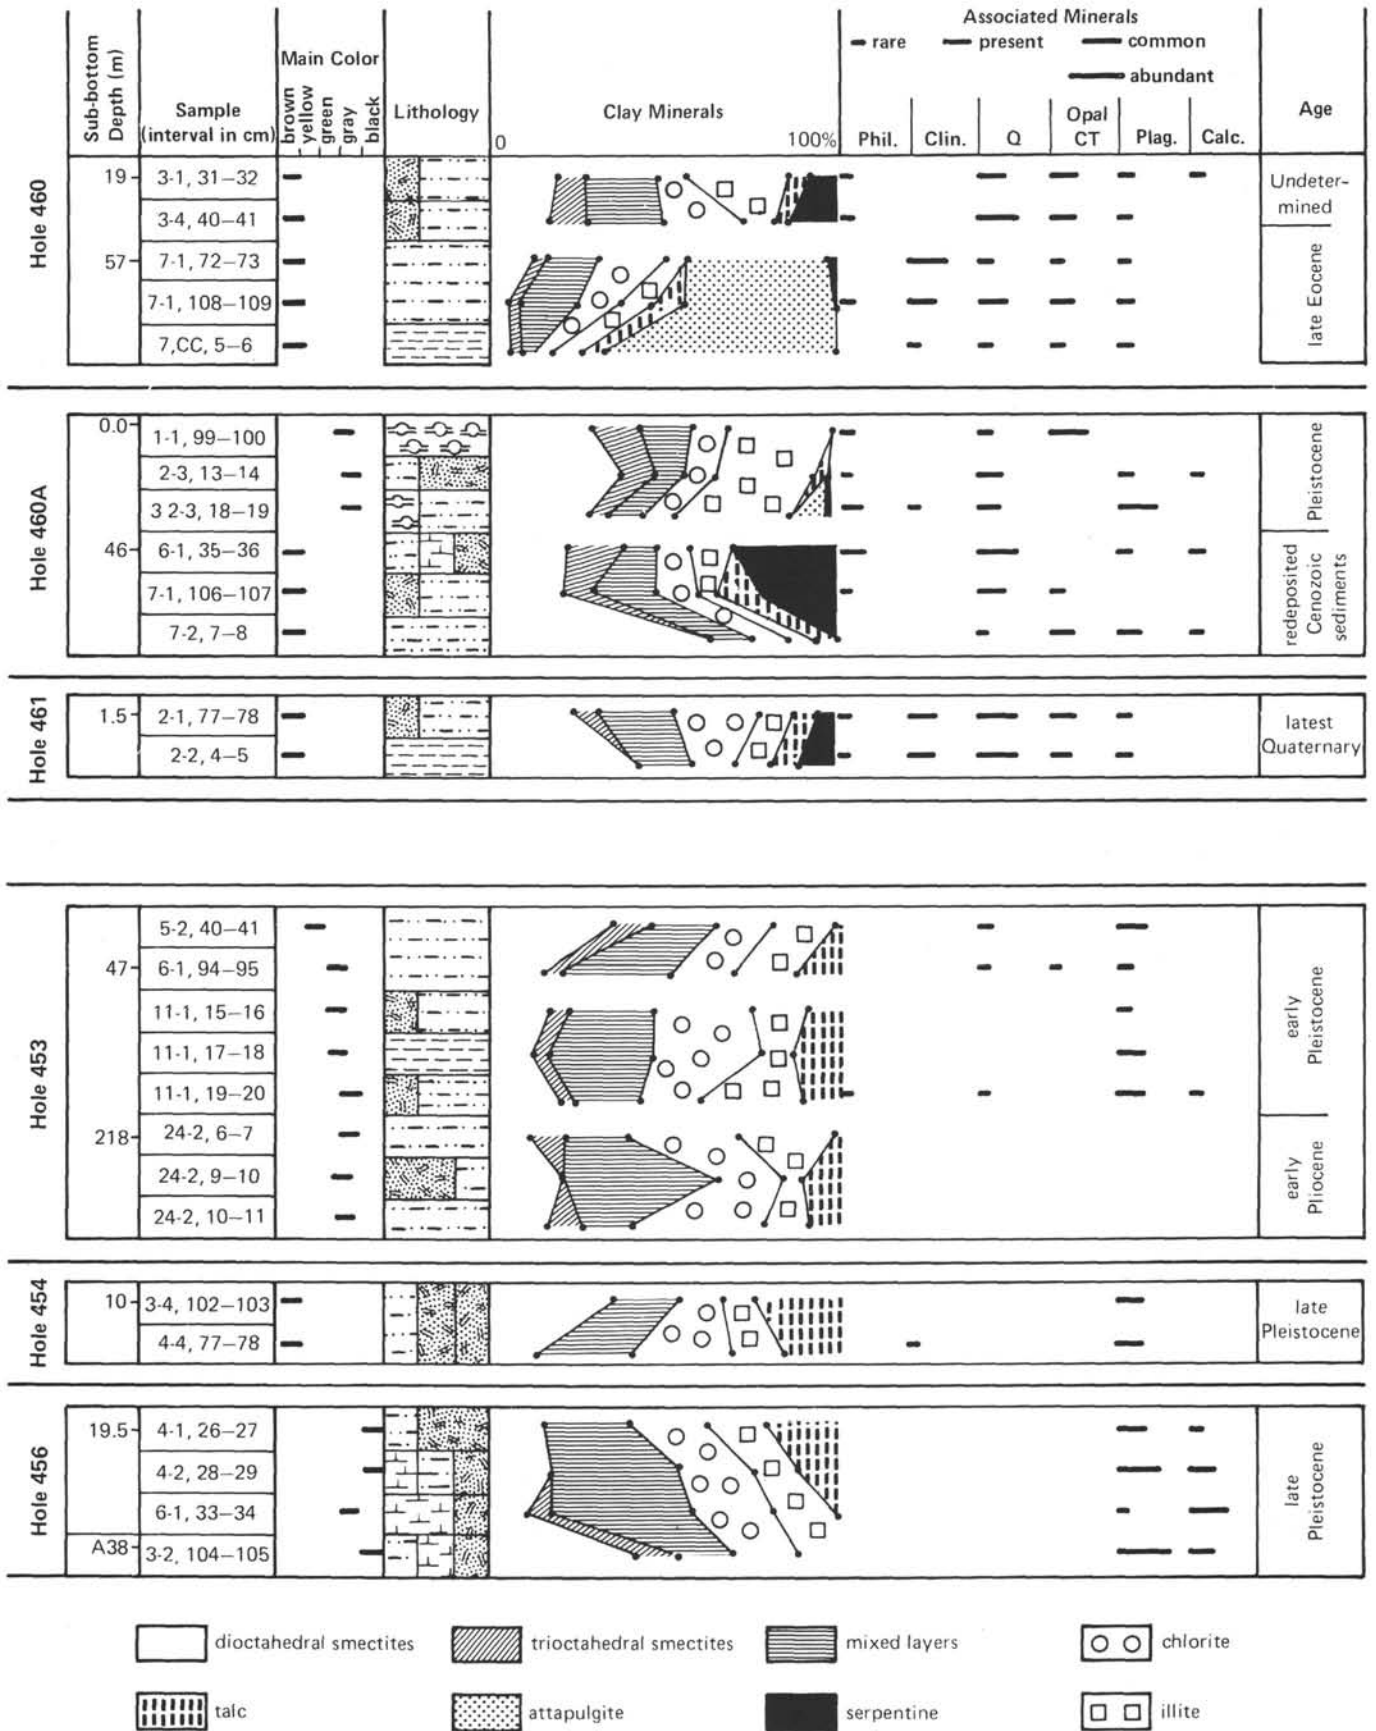 Associated Minerals
rare present common
abundant
Sub-bottom Depth (m)
Sample (interval in cm)
Main Color
brown
yellow
green
gray
black
Lithology
Clay Minerals
0 100%
Phil. Clin. Q Opal CT Plag. Calc.
Age
Hole 460
19 3-1, 31–32
3-4, 40–41
57 7-1, 72–73
7-1, 108–109
7,CC, 5–6
Undeter-
mined
late Eocene
Hole 460A
0.0 1-1, 99–100
2-3, 13–14
3 2-3, 18–19
46 6-1, 35–36
7-1, 106–107
7-2, 7–8
Pleistocene
redeposited
Cenozoic
sediments
Hole 461
1.5 2-1, 77–78
2-2, 4–5
latest
Quaternary
Hole 453
5-2, 40–41
47 6-1, 94–95
11-1, 15–16
11-1, 17–18
11-1, 19–20
218 24-2, 6–7
24-2, 9–10
24-2, 10–11
early
Pleistocene
early
Pliocene
Hole 454
10 3-4, 102–103
4-4, 77–78
late
Pleistocene
Hole 456
19.5 4-1, 26–27
4-2, 28–29
6-1, 33–34
A38 3-2, 104–105
late
Pleistocene
dioctahedral smectites trioctahedral smectites mixed layers chlorite
talc attapulgite serpentine illite